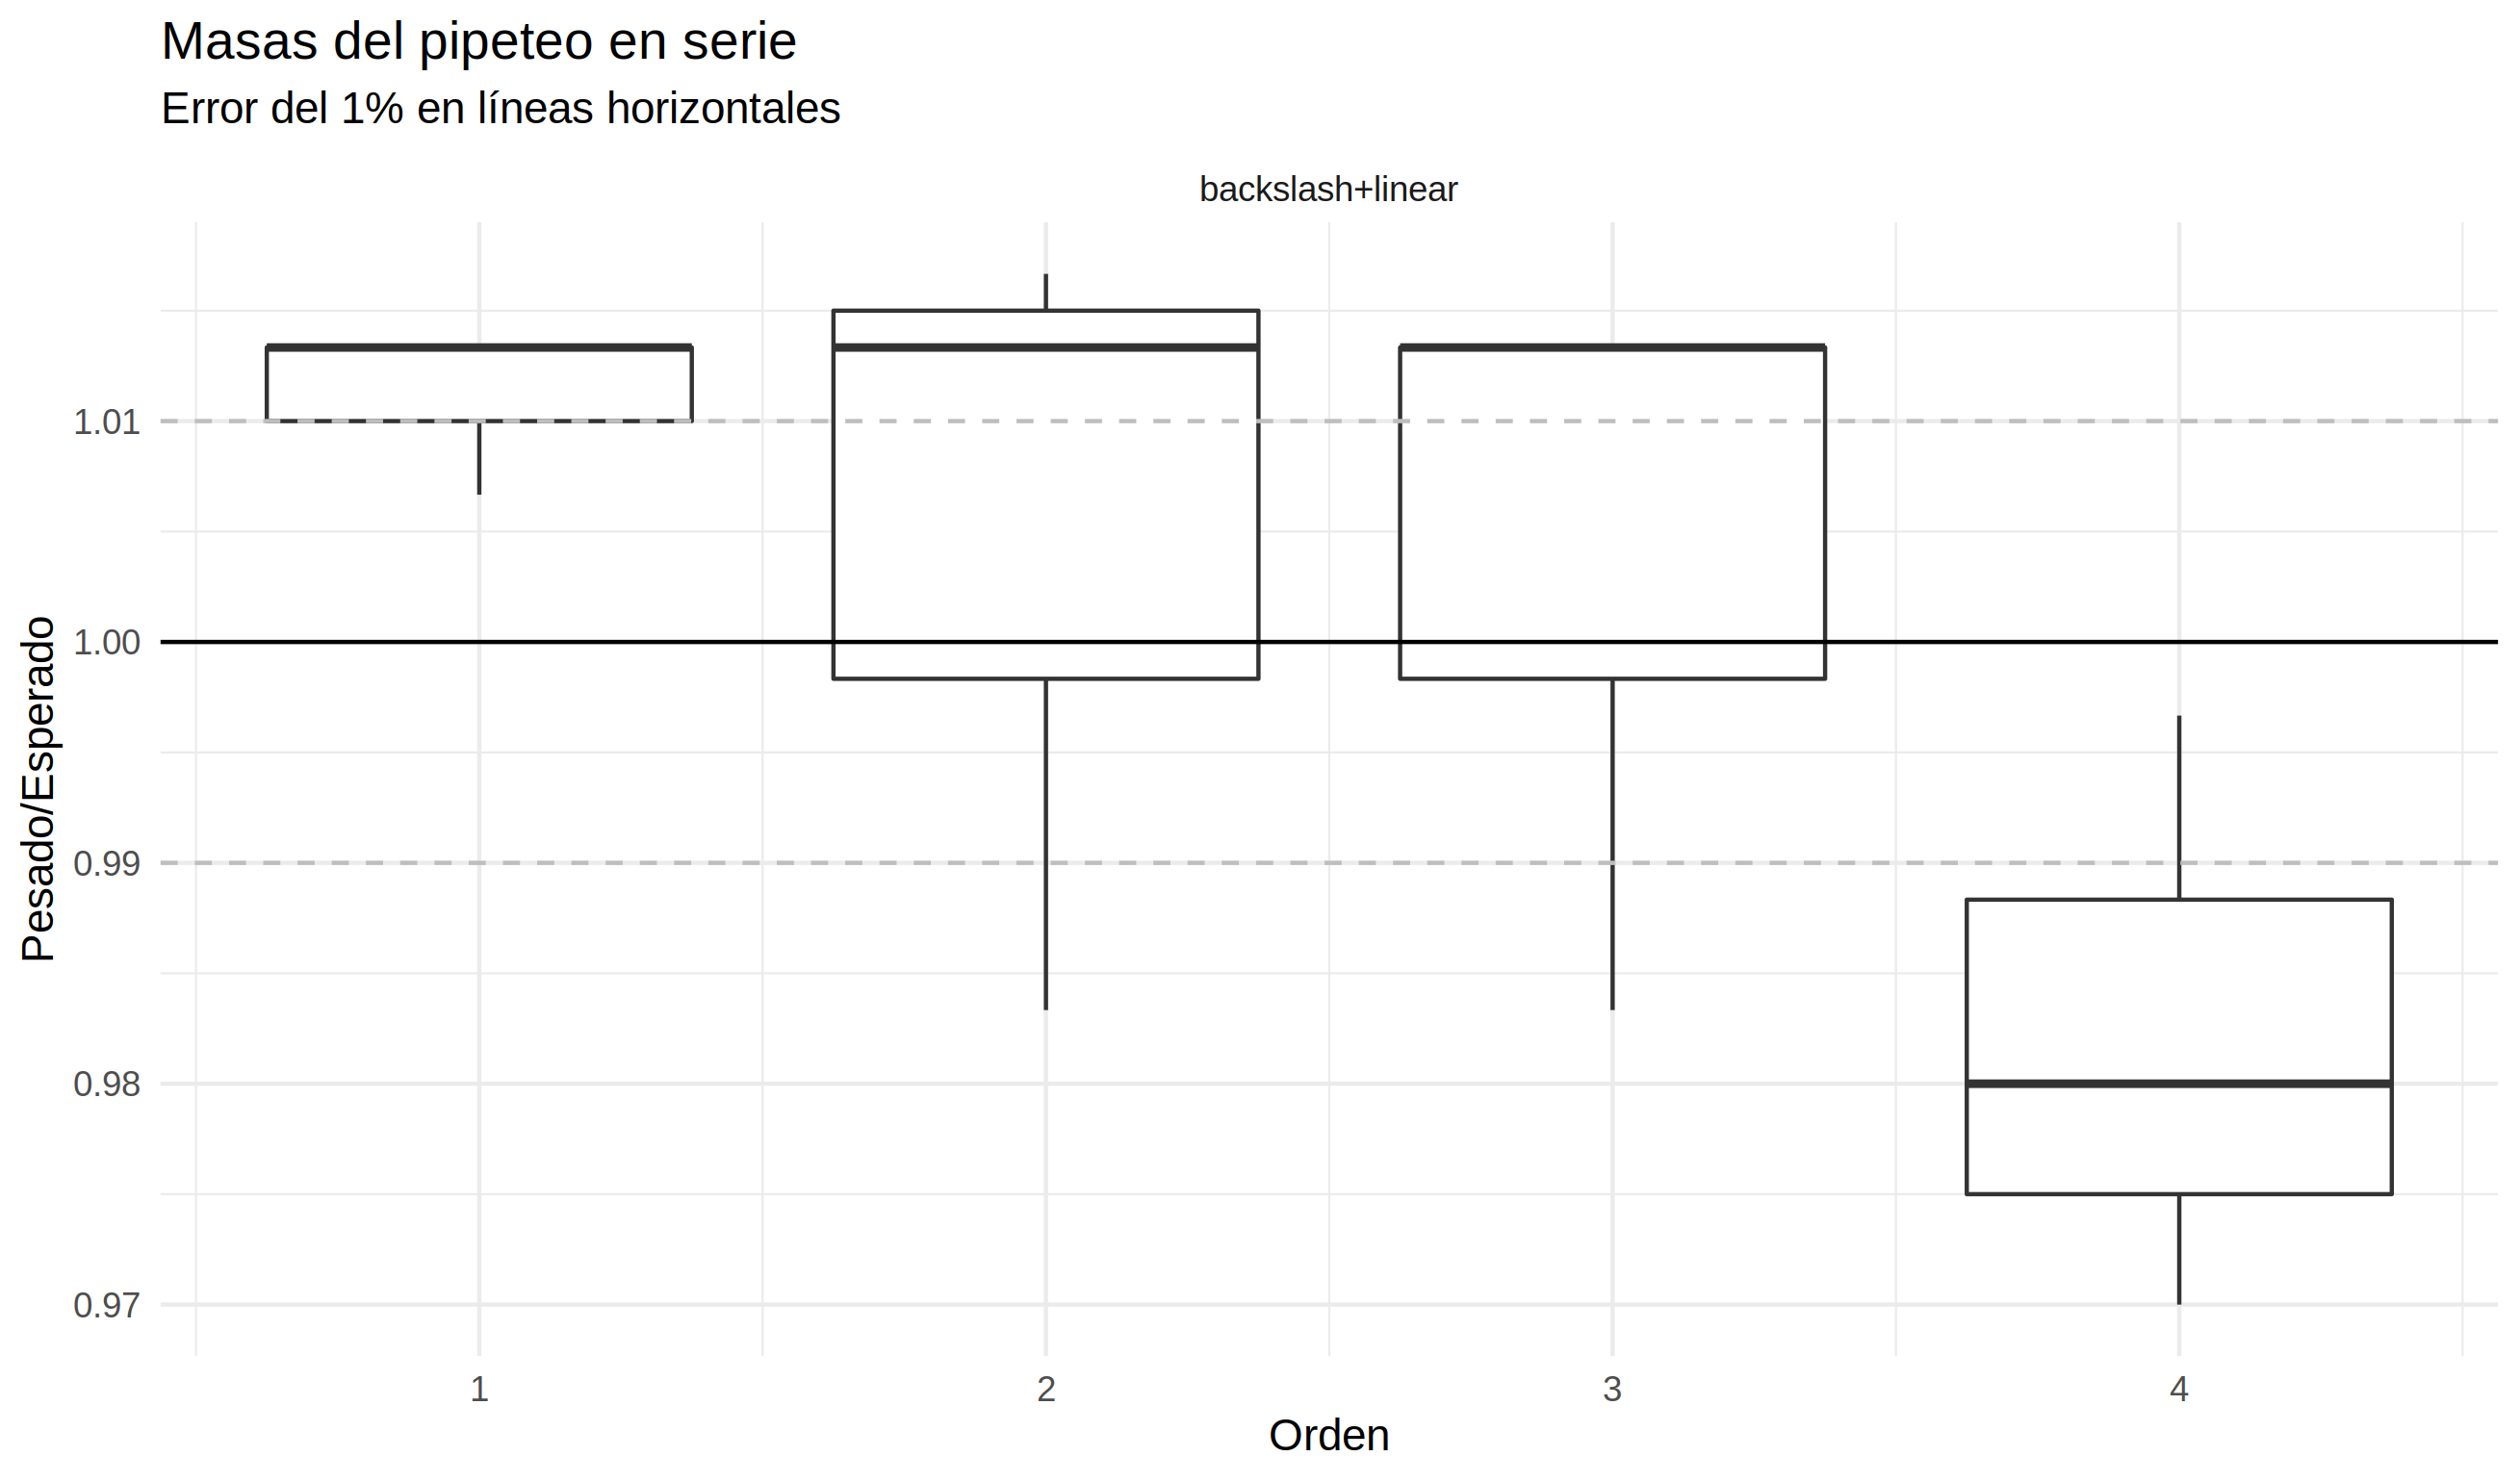 Masas del pipeteo en serie
Error del 1% en líneas horizontales
backslash+linear
Pesado/Esperado
1.01
1.00
0.99
0.98
0.97
1 2 3 4
Orden